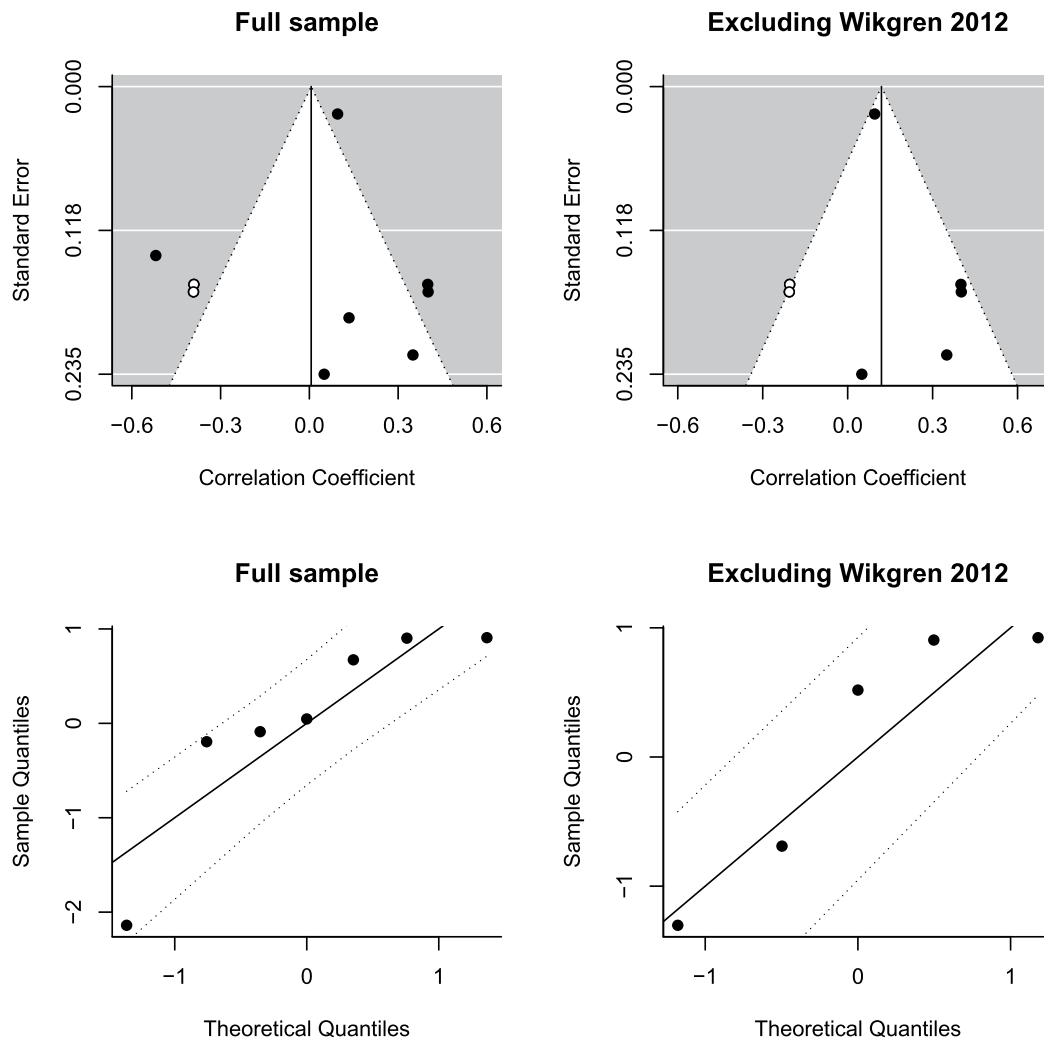 Full sample
Excluding Wikgren 2012
Standard Error
0.000
0.118
0.235
−0.6 −0.3 0.0 0.3 0.6
Correlation Coefficient
Standard Error
0.000
0.118
0.235
−0.6 −0.3 0.0 0.3 0.6
Correlation Coefficient
Full sample
Excluding Wikgren 2012
Sample Quantiles
1
0
−1
−2
−1 0 1
Theoretical Quantiles
Sample Quantiles
1
0
−1
−1 0 1
Theoretical Quantiles